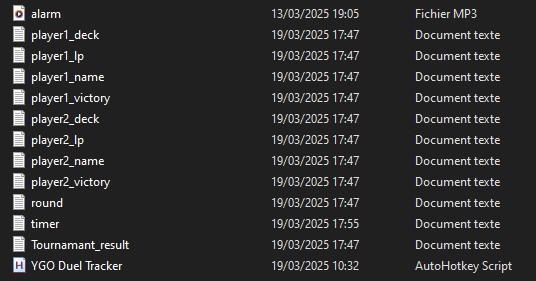 alarm 13/03/2025 19:05 Fichier MP3
player1_deck 19/03/2025 17:47 Document texte
player1_lp 19/03/2025 17:47 Document texte
player1_name 19/03/2025 17:47 Document texte
player1_victory 19/03/2025 17:47 Document texte
player2_deck 19/03/2025 17:47 Document texte
player2_lp 19/03/2025 17:47 Document texte
player2_name 19/03/2025 17:47 Document texte
player2_victory 19/03/2025 17:47 Document texte
round 19/03/2025 17:47 Document texte
timer 19/03/2025 17:55 Document texte
Tournamant_result 19/03/2025 17:47 Document texte
YGO Duel Tracker 19/03/2025 10:32 AutoHotkey Script